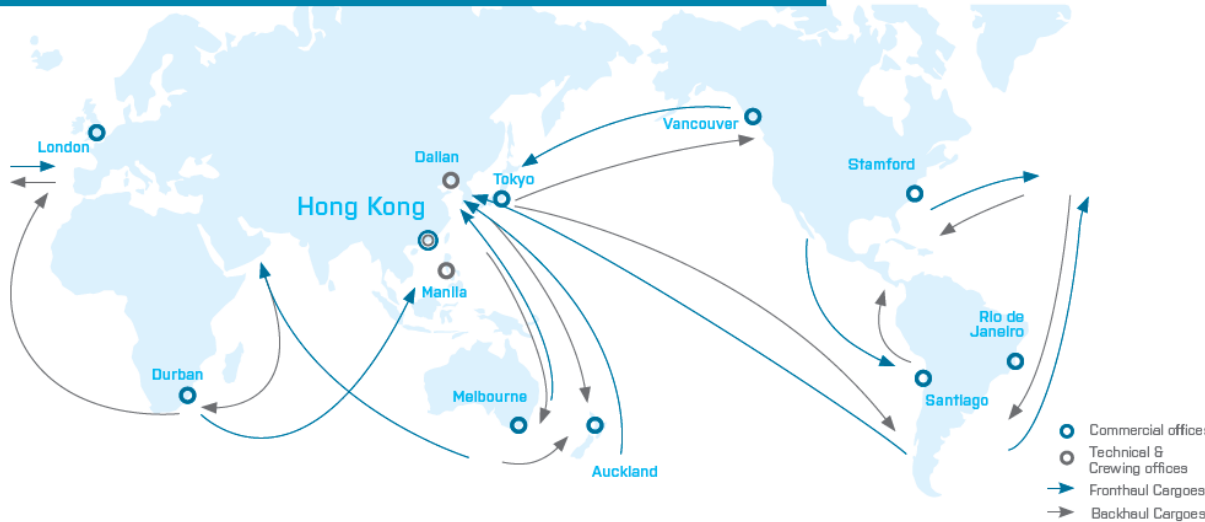 London
Dalian
Tokyo
Hong Kong
Manila
Durban
Melbourne
Auckland
Vancouver
Stamford
Rio de
Janeiro
Santiago
Commercial offices
Technical &
Crewing offices
Fronthaul Cargoes
Backhaul Cargoes